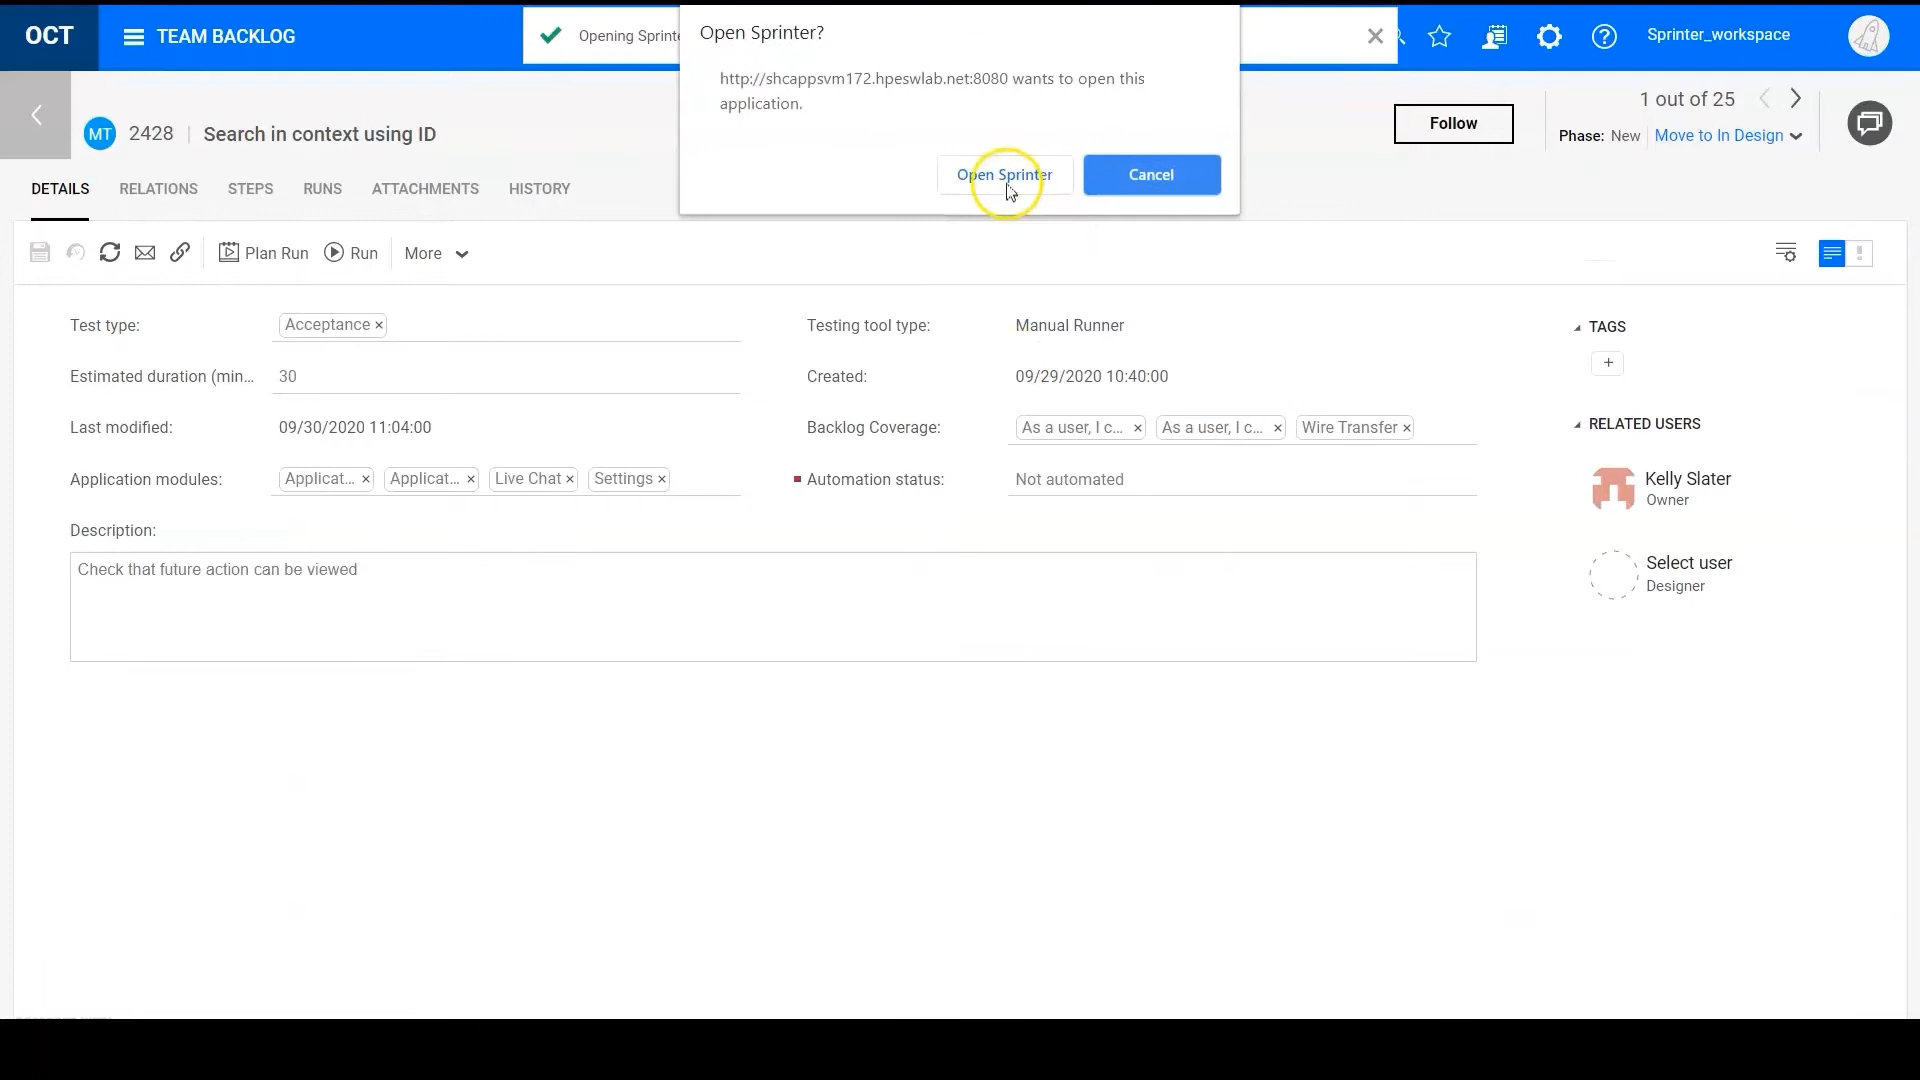 OCT
TEAM BACKLOG
Opening Sprinte
Open Sprinter?
http://shcappsvm172.hpeswlab.net:8080 wants to open this
application.
Open Sprinter
Cancel
Sprinter_workspace
MT 2428 | Search in context using ID
Follow
1 out of 25
Phase: New Move to In Design
DETAILS RELATIONS STEPS RUNS ATTACHMENTS HISTORY
Plan Run Run More
Test type: Acceptance × Testing tool type: Manual Runner
Estimated duration (min... 30 Created: 09/29/2020 10:40:00
Last modified: 09/30/2020 11:04:00 Backlog Coverage: As a user, I c... × As a user, I c... × Wire Transfer ×
Application modules: Applicat... × Applicat... × Live Chat × Settings × Automation status: Not automated
Description:
Check that future action can be viewed
TAGS
+
RELATED USERS
Kelly Slater
Owner
Select user
Designer